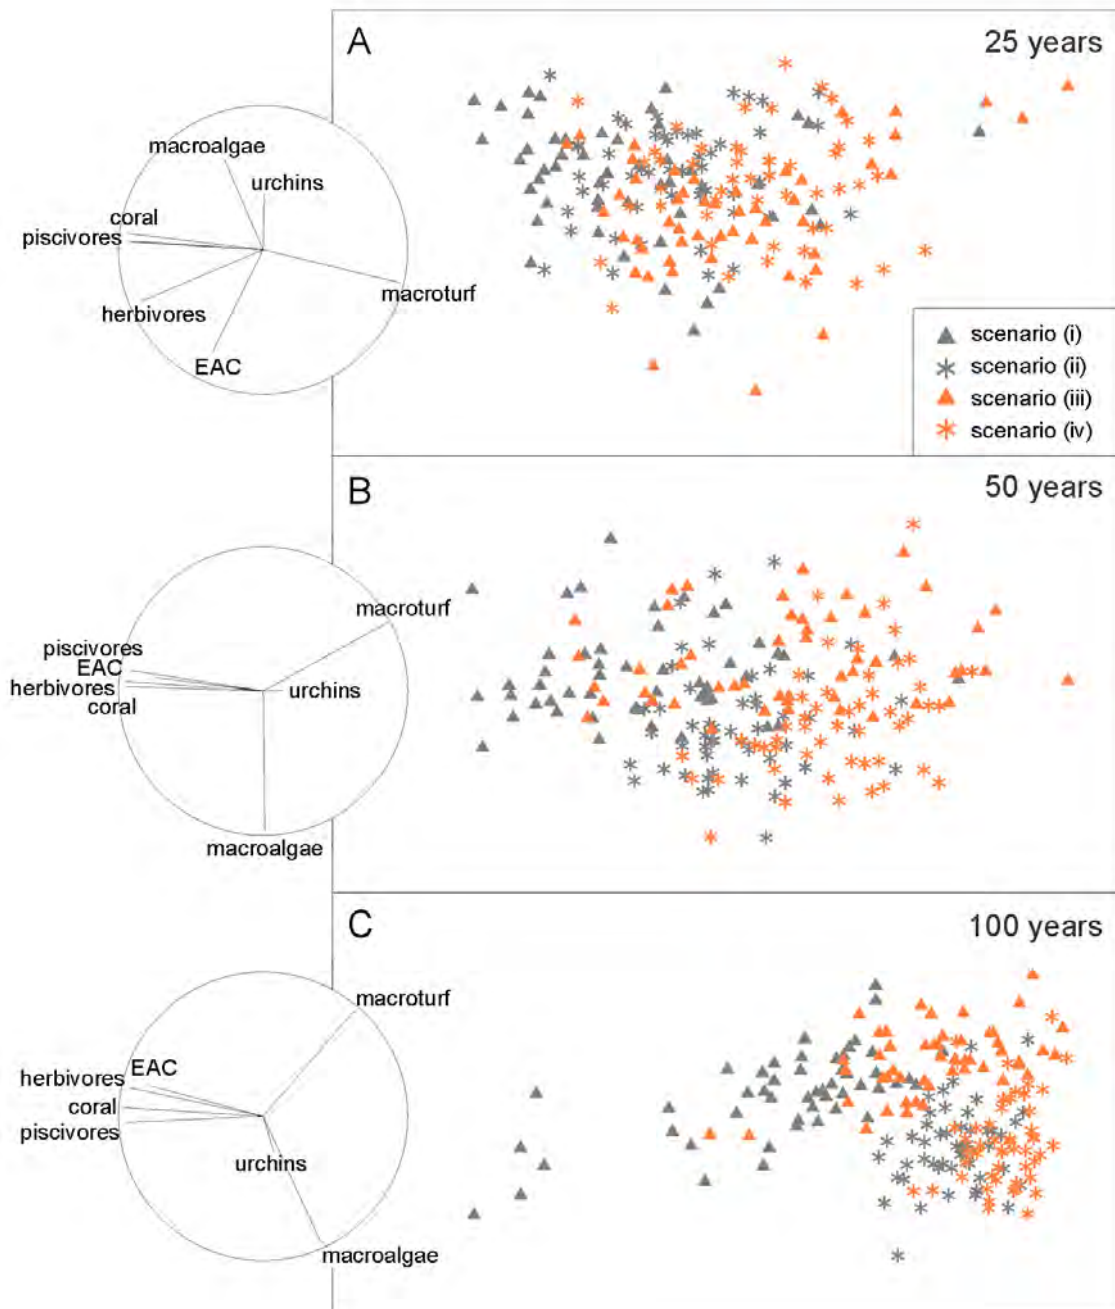 A
25 years
macroalgae
urchins
coral
piscivores
macroturf
herbivores
EAC
scenario (i)
scenario (ii)
scenario (iii)
scenario (iv)
B
50 years
macroturf
piscivores
EAC
urchins
herbivores
coral
macroalgae
C
100 years
macroturf
EAC
herbivores
coral
piscivores
urchins
macroalgae